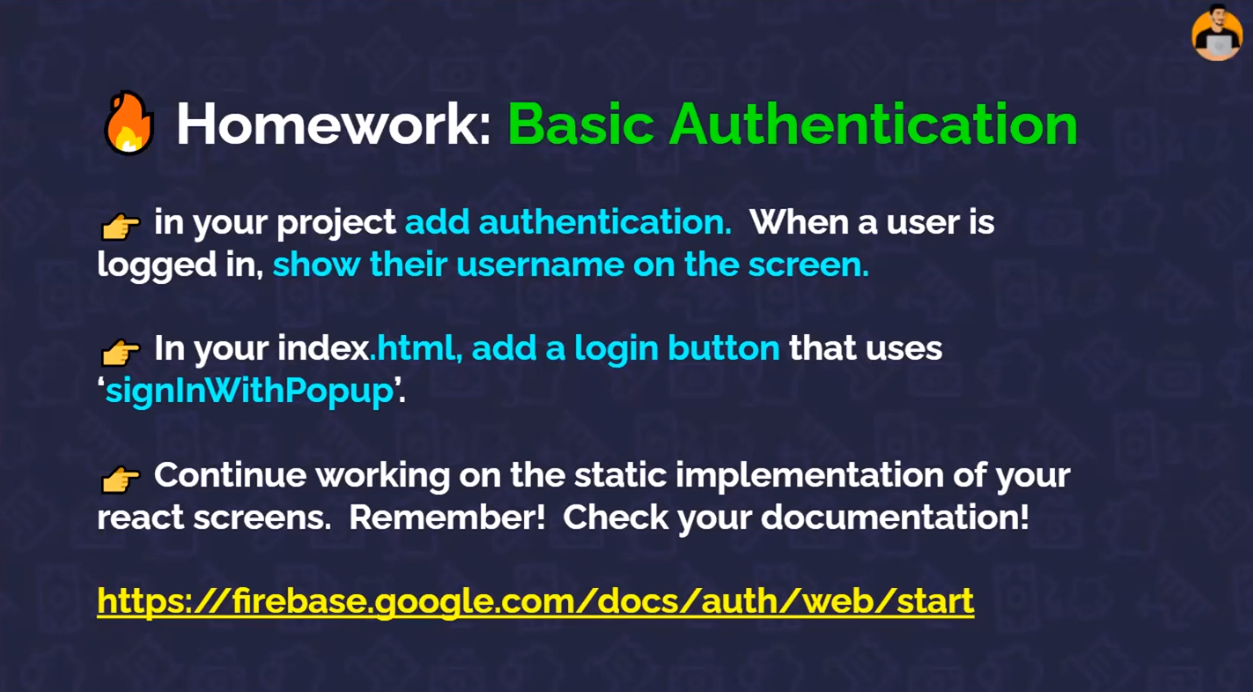 🔥 Homework: Basic Authentication
👉 in your project add authentication.  When a user is
logged in, show their username on the screen.
👉 In your index.html, add a login button that uses
‘signInWithPopup’.
👉 Continue working on the static implementation of your
react screens.  Remember!  Check your documentation!
https://firebase.google.com/docs/auth/web/start